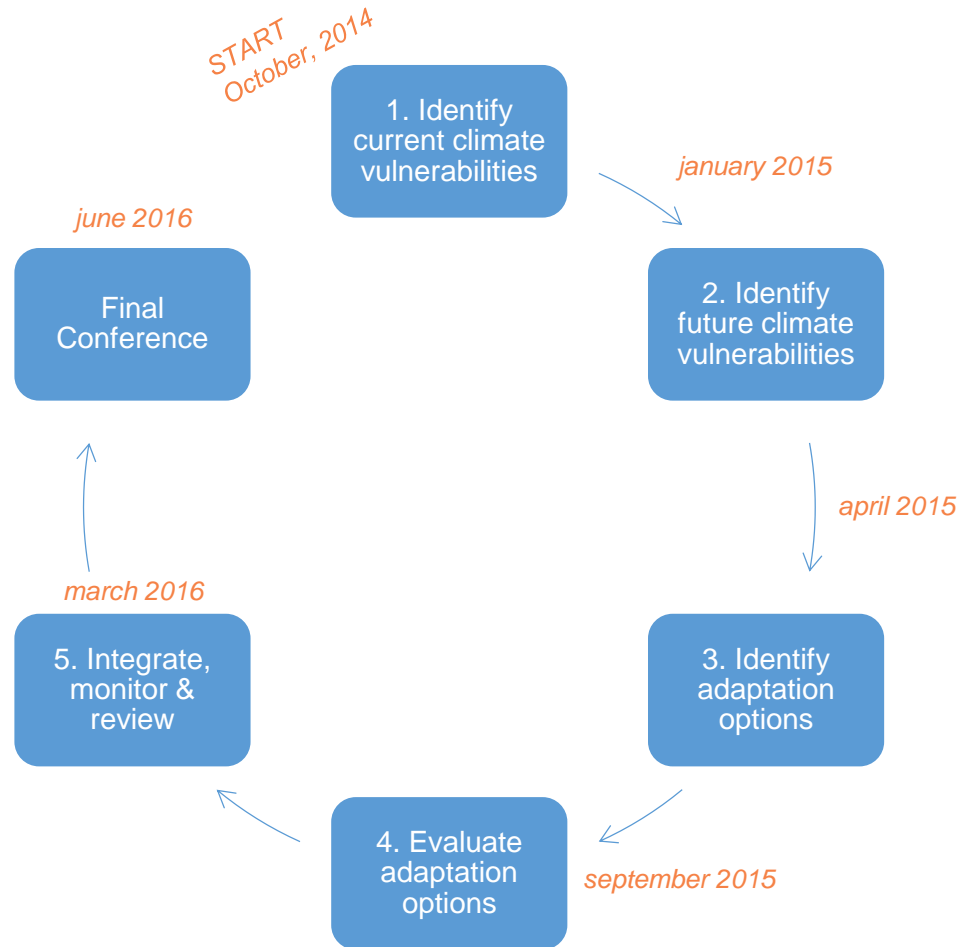 START
October, 2014
1. Identify
current climate
vulnerabilities
january 2015
2. Identify
future climate
vulnerabilities
april 2015
3. Identify
adaptation
options
september 2015
4. Evaluate
adaptation
options
march 2016
5. Integrate,
monitor &
review
june 2016
Final
Conference